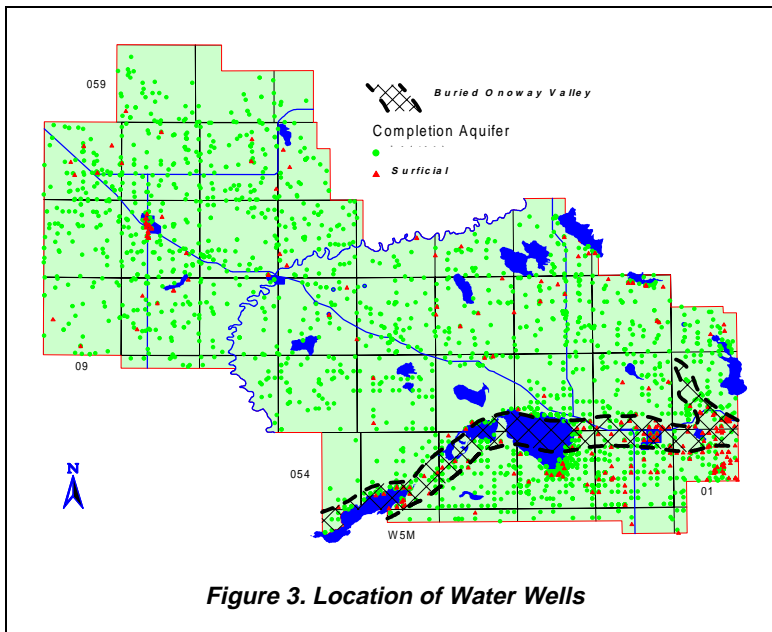 059
Buried Onoway Valley
Completion Aquifer
Surficial
09
054
N
01
W5M
Figure 3. Location of Water Wells